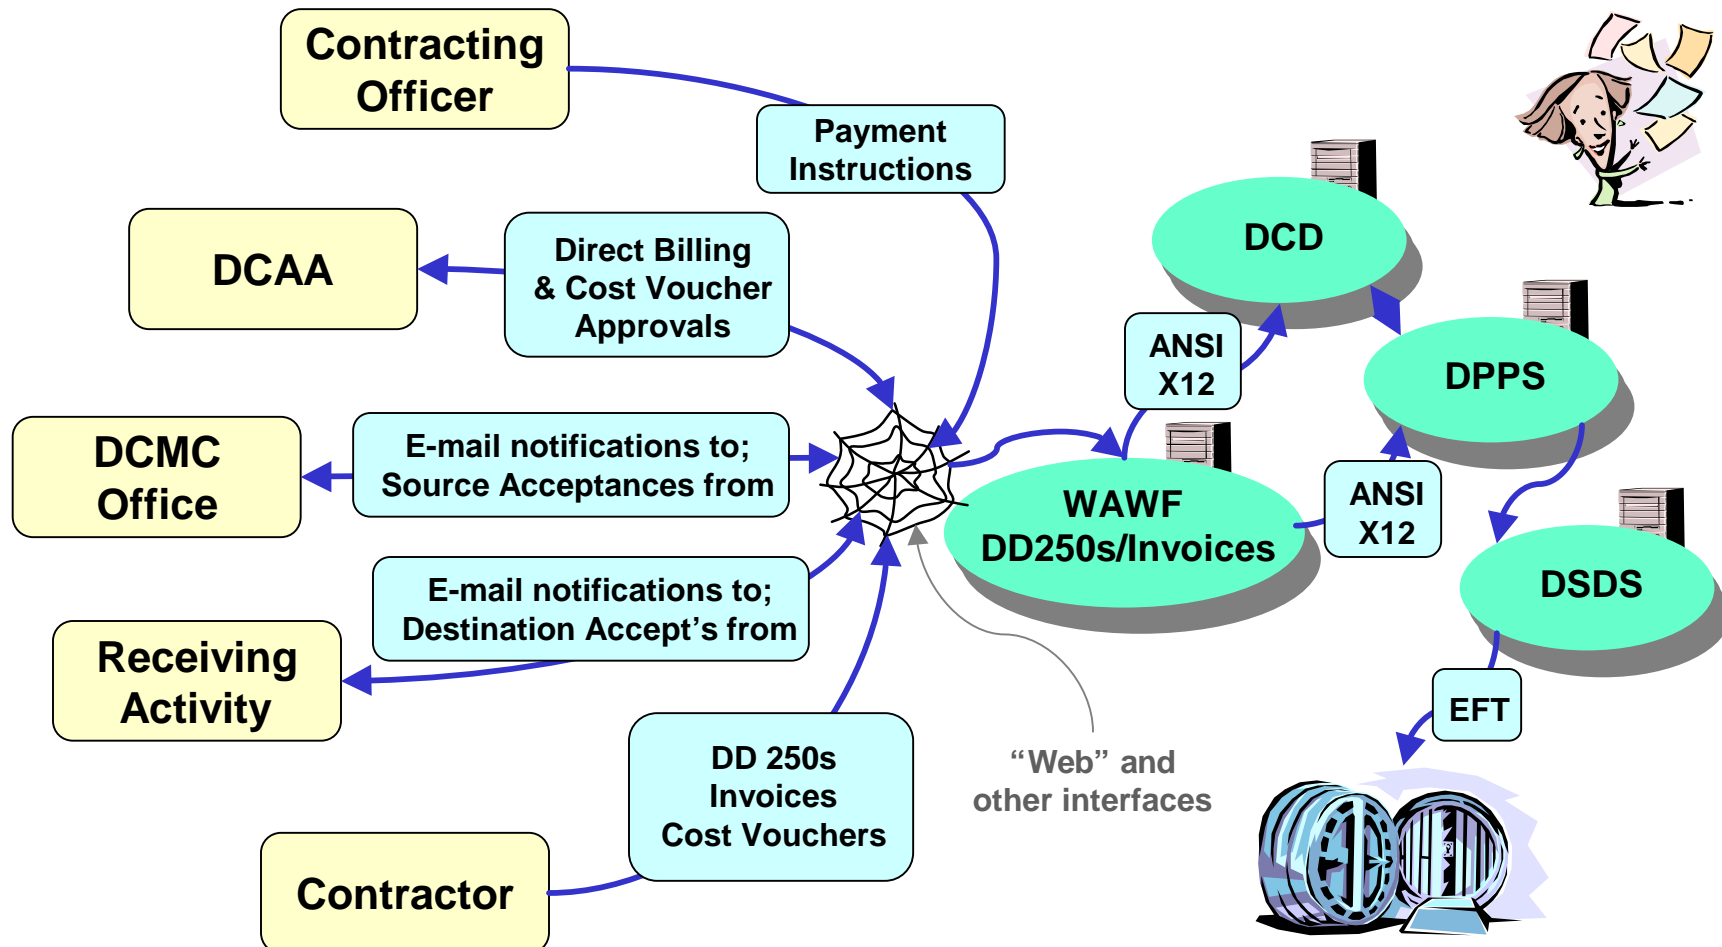 Contracting
Officer
Payment
Instructions
DCAA
Direct Billing
& Cost Voucher
Approvals
DCD
ANSI
X12
DPPS
DCMC
Office
E-mail notifications to;
Source Acceptances from
WAWF
DD250s/Invoices
ANSI
X12
DSDS
Receiving
Activity
E-mail notifications to;
Destination Accept's from
EFT
“Web” and
other interfaces
DD 250s
Invoices
Cost Vouchers
Contractor